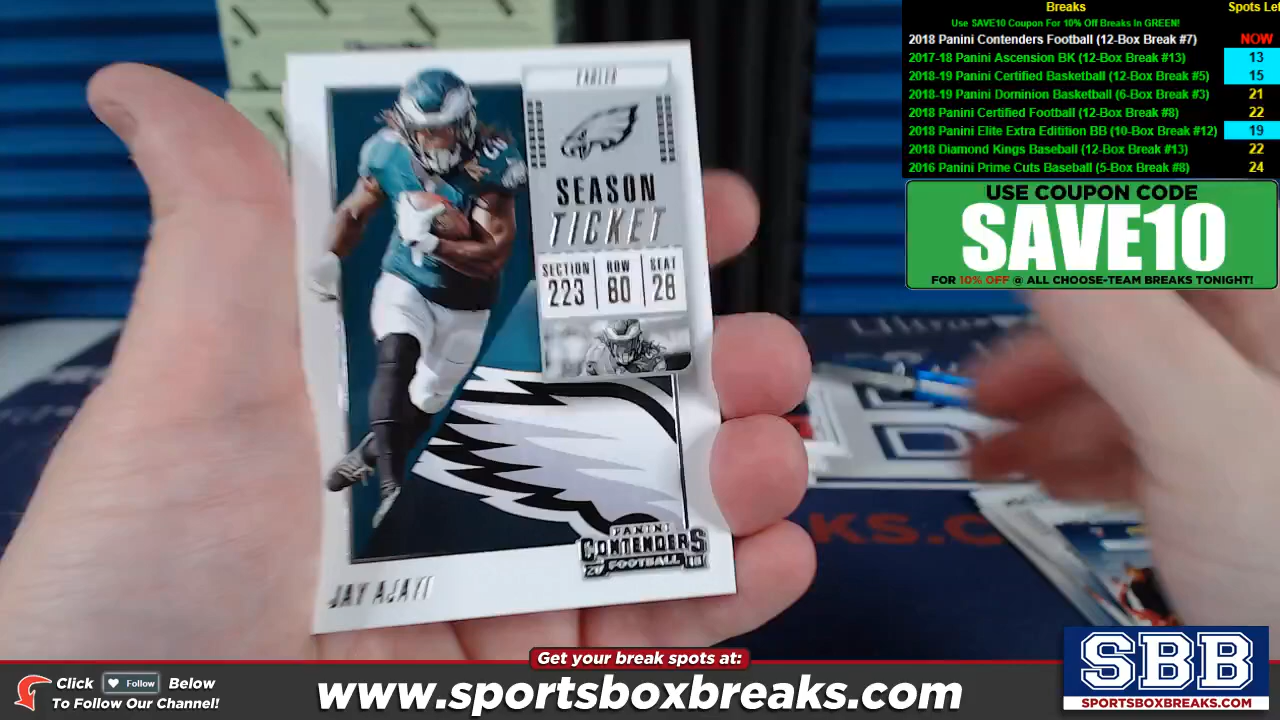 Breaks Spots Lef
Use SAVE10 Coupon For 10% Off Breaks In GREEN!
2018 Panini Contenders Football (12-Box Break #7) NOW
2017-18 Panini Ascension BK (12-Box Break #13) 13
2018-19 Panini Certified Basketball (12-Box Break #5) 15
2018-19 Panini Dominion Basketball (6-Box Break #3) 21
2018 Panini Certified Football (12-Box Break #8) 22
2018 Panini Elite Extra Edition BB (10-Box Break #12) 19
2018 Diamond Kings Baseball (12-Box Break #13) 22
2016 Panini Prime Cuts Baseball (5-Box Break #8) 24
USE COUPON CODE
SAVE10
FOR 10% OFF @ ALL CHOOSE-TEAM BREAKS TONIGHT!
EAGLES
SEASON
TICKET
SECTION ROW SEAT
223 80 28
PANINI
CONTENDERS
20 FOOTBALL 18
JAY AJAYI
KS.C
Get your break spots at:
Click Follow Below
To Follow Our Channel!
www.sportsboxbreaks.com
SBB
SPORTSBOXBREAKS.COM